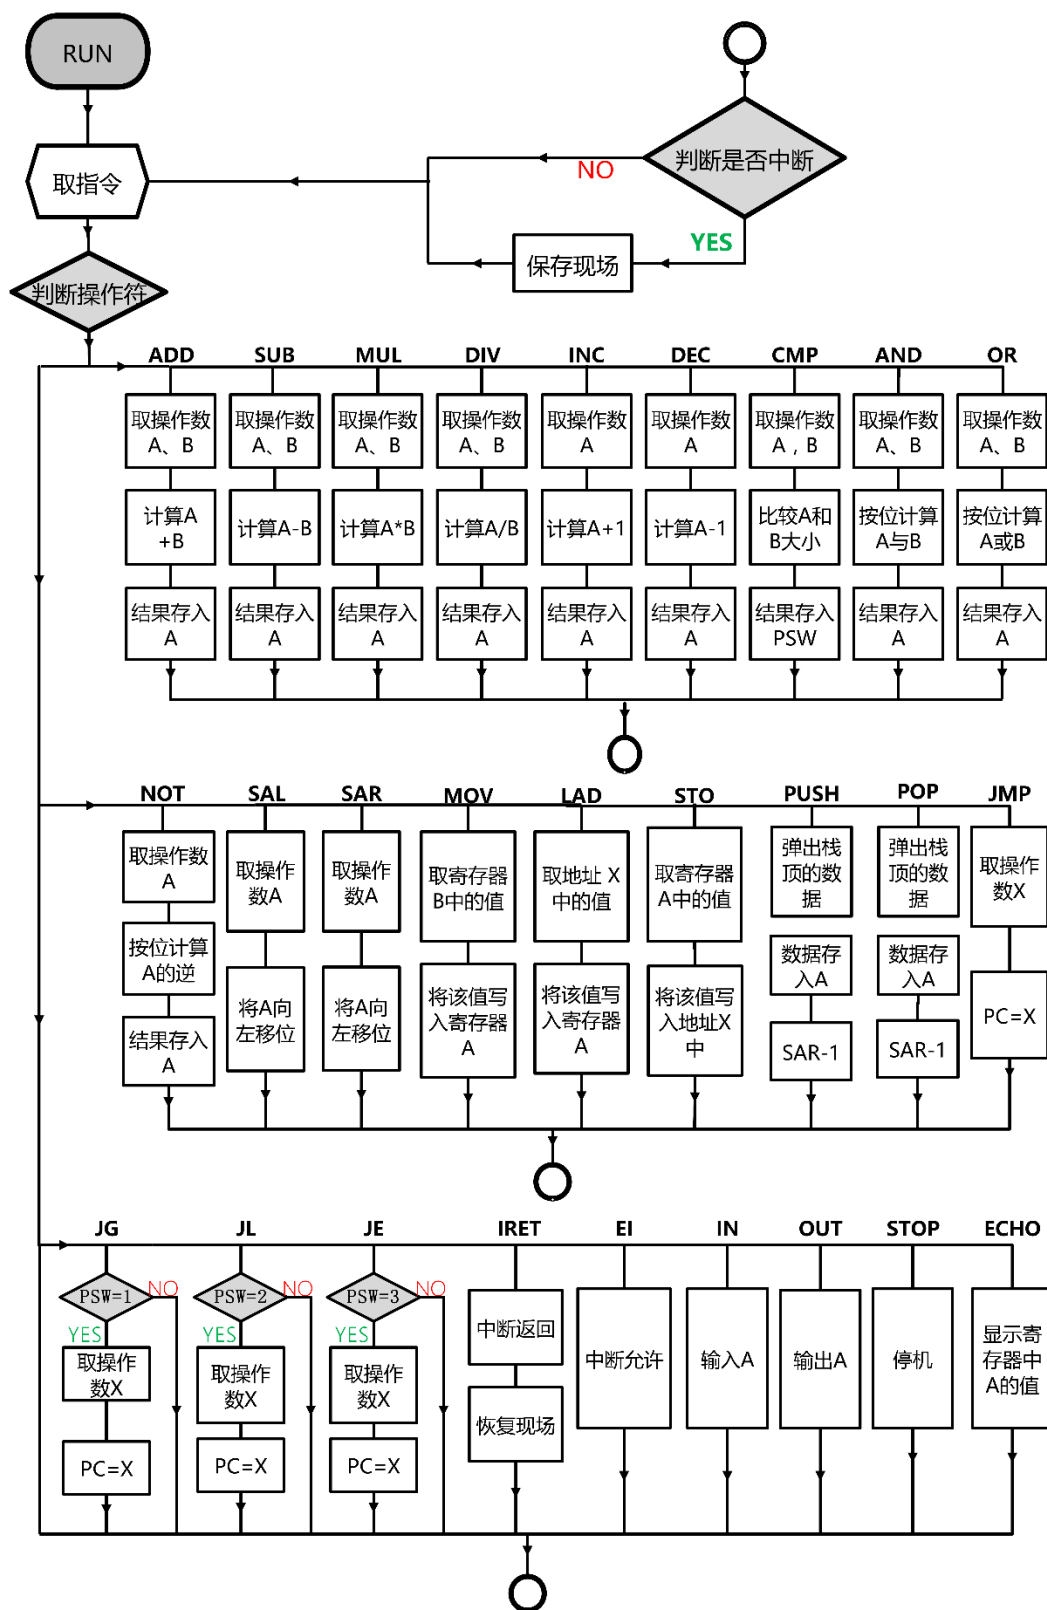 RUN
取指令
判断是否中断
NO
YES
保存现场
判断操作符
ADD SUB MUL DIV INC DEC CMP AND OR
取操作数 取操作数 取操作数 取操作数 取操作数 取操作数 取操作数 取操作数 取操作数
A、B A、B A、B A、B A A A , B A、B A、B
计算A 计算A-B 计算A*B 计算A/B 计算A+1 计算A-1 比较A和 按位计算 按位计算
+B B大小 A与B A或B
结果存入 结果存入 结果存入 结果存入 结果存入 结果存入 结果存入 结果存入 结果存入
A A A A A A PSW A A
NOT SAL SAR MOV LAD STO PUSH POP JMP
取操作数 取操作 取操作 取寄存器 取地址 X 取寄存器 弹出栈 弹出栈 取操作
A 数A 数A B中的值 中的值 A中的值 顶的数 顶的数 数X
据 据
按位计算 将A向 将A向 将该值写 将该值写 将该值写 数据存 数据存 PC=X
A的逆 左移位 左移位 入寄存器 入寄存器 入地址X 入A 入A
A A 中
结果存入 SAR-1 SAR-1
A
JG JL JE IRET EI IN OUT STOP ECHO
PSW=1 NO PSW=2 NO PSW=3 NO
YES YES YES
取操作 取操作 取操作 中断返回 中断允许 输入A 输出A 停机 显示寄
数X 数X 数X 存器中
A的值
恢复现场
PC=X PC=X PC=X